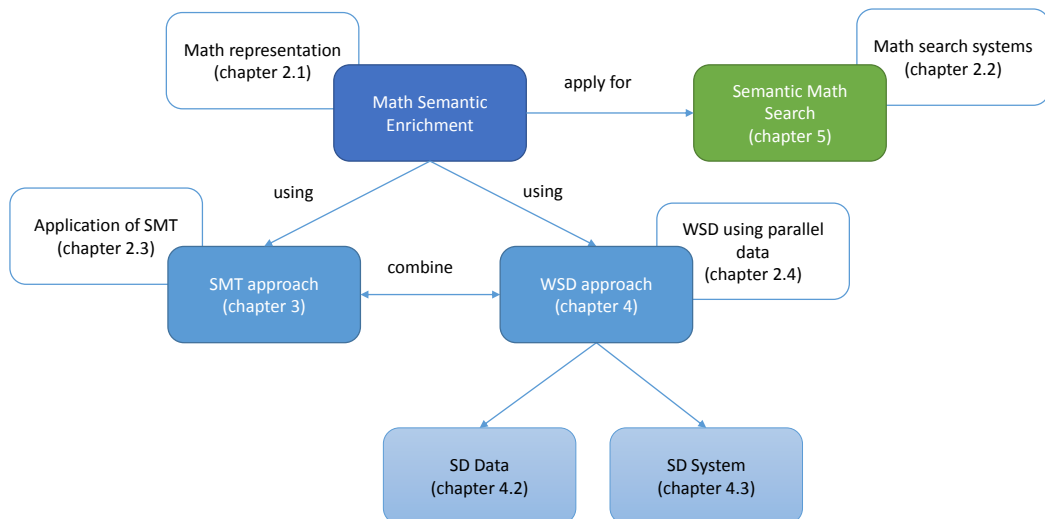 Math representation
(chapter 2.1)
Math search systems
(chapter 2.2)
Math Semantic
Enrichment
apply for
Semantic Math
Search
(chapter 5)
using
using
Application of SMT
(chapter 2.3)
WSD using parallel
data
(chapter 2.4)
SMT approach
(chapter 3)
combine
WSD approach
(chapter 4)
SD Data
(chapter 4.2)
SD System
(chapter 4.3)